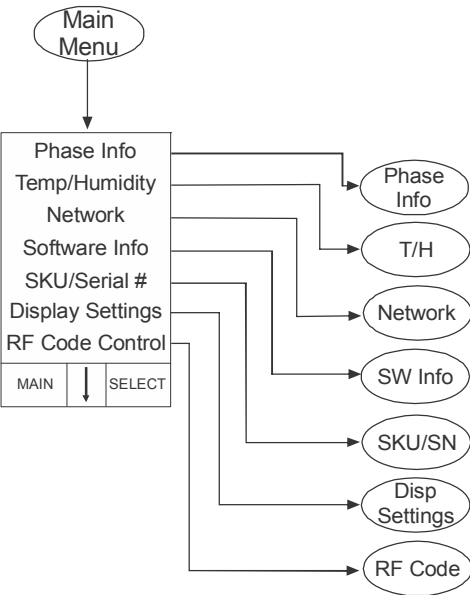 Main
Menu
Phase Info
Temp/Humidity
Network
Software Info
SKU/Serial #
Display Settings
RF Code Control
MAIN
SELECT
Phase
Info
T/H
Network
SW Info
SKU/SN
Disp
Settings
RF Code